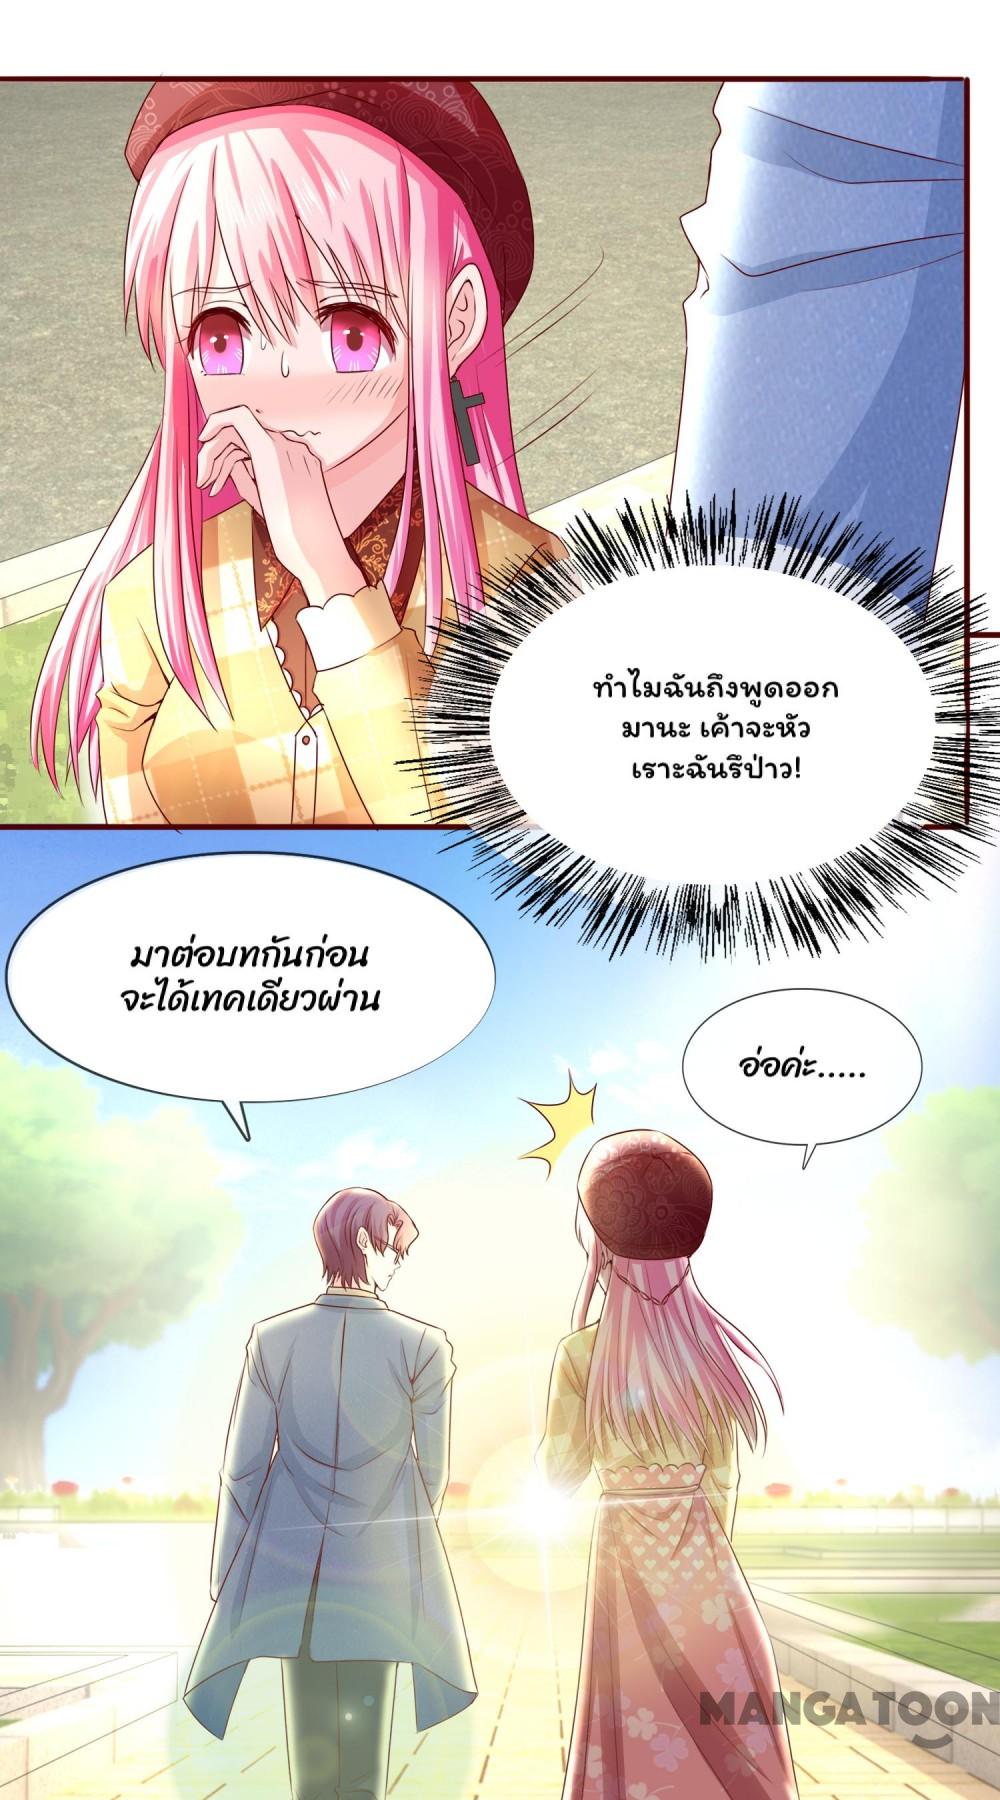 ทำไมฉันถึงพูดออก
มานะ เค้าจะหัว
เราะฉันรึป่าว!
มาต่อบทกันก่อน
จะได้เทคเดียวผ่าน
อ่อค่ะ.....
MANGATOON